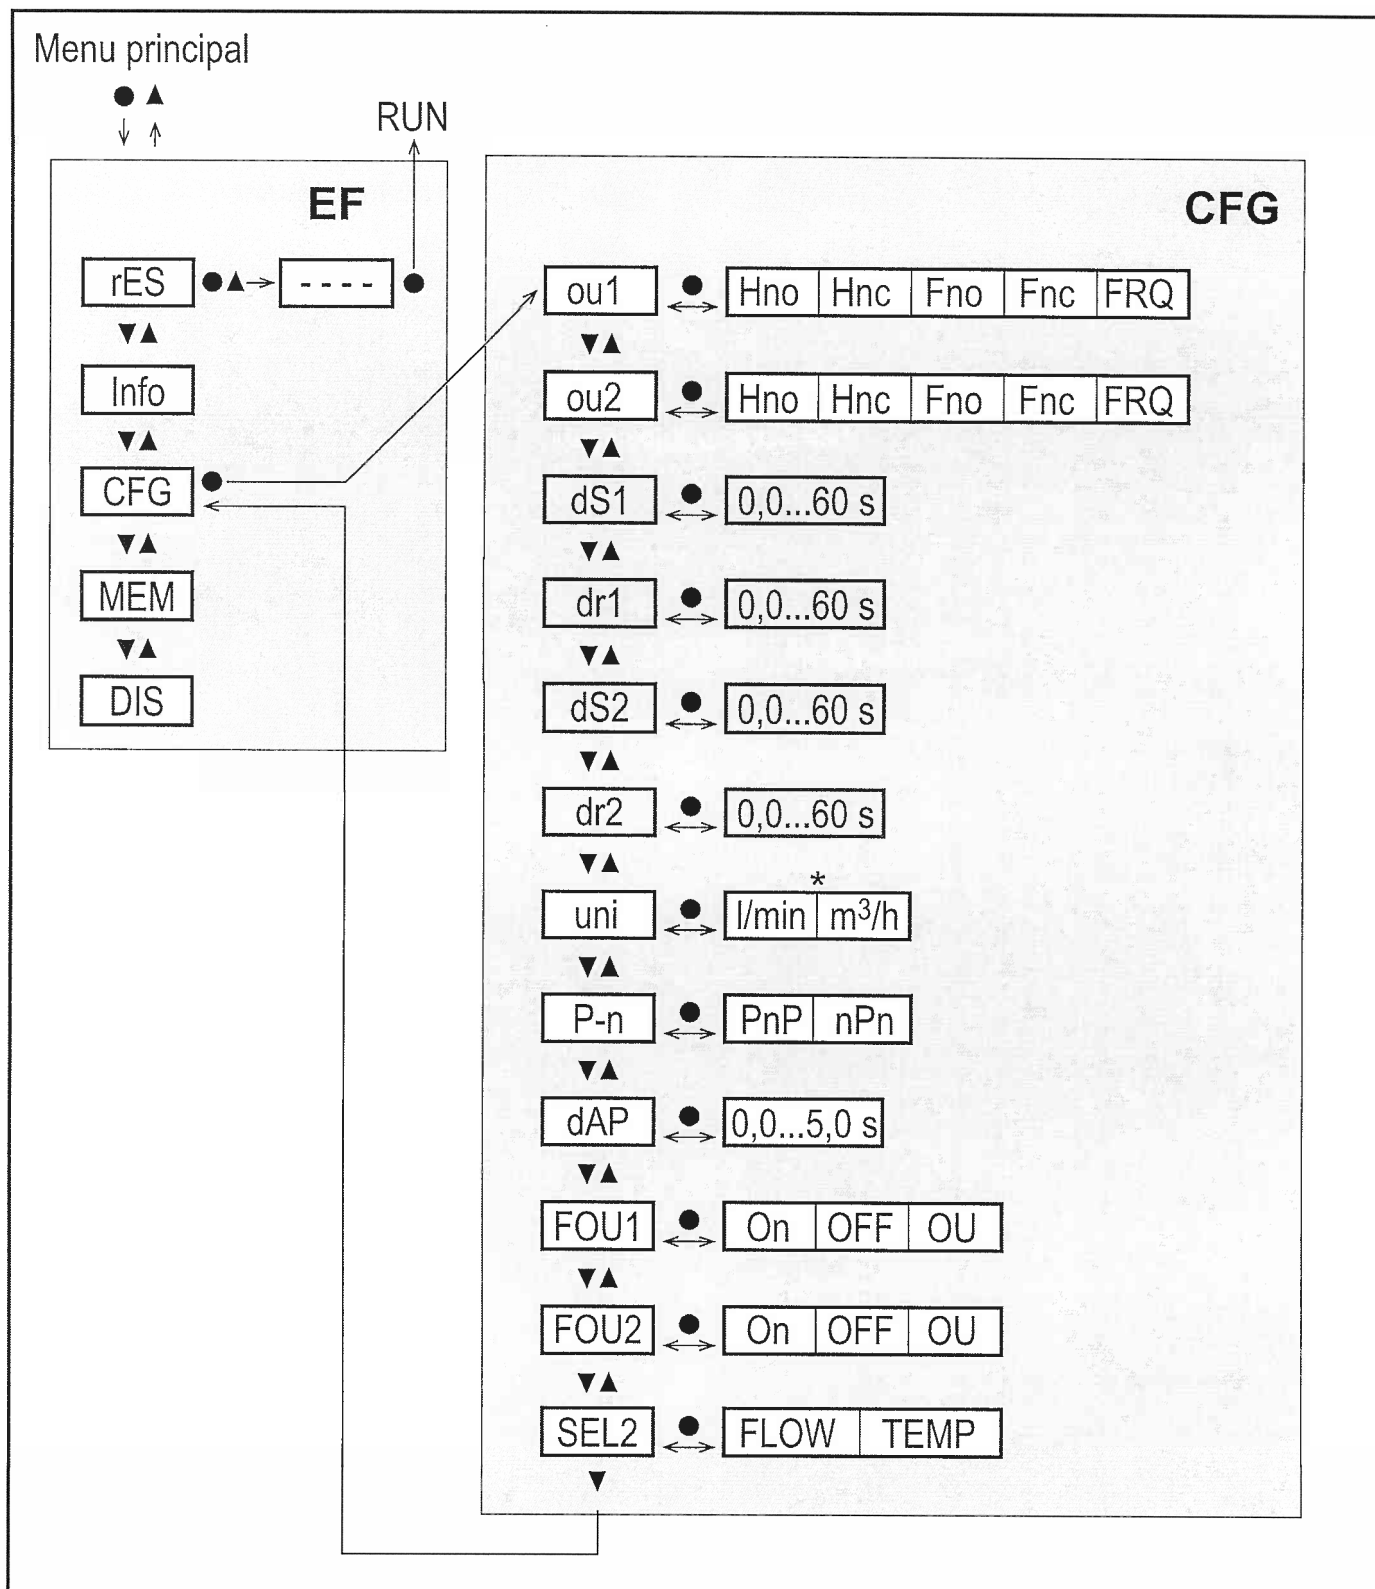 Menu principal
RUN
EF
rES
- - - -
Info
CFG
MEM
DIS
CFG
ou1 Hno Hnc Fno Fnc FRQ
ou2 Hno Hnc Fno Fnc FRQ
dS1 0,0...60 s
dr1 0,0...60 s
dS2 0,0...60 s
dr2 0,0...60 s
*
uni l/min m³/h
P-n PnP nPn
dAP 0,0...5,0 s
FOU1 On OFF OU
FOU2 On OFF OU
SEL2 FLOW TEMP